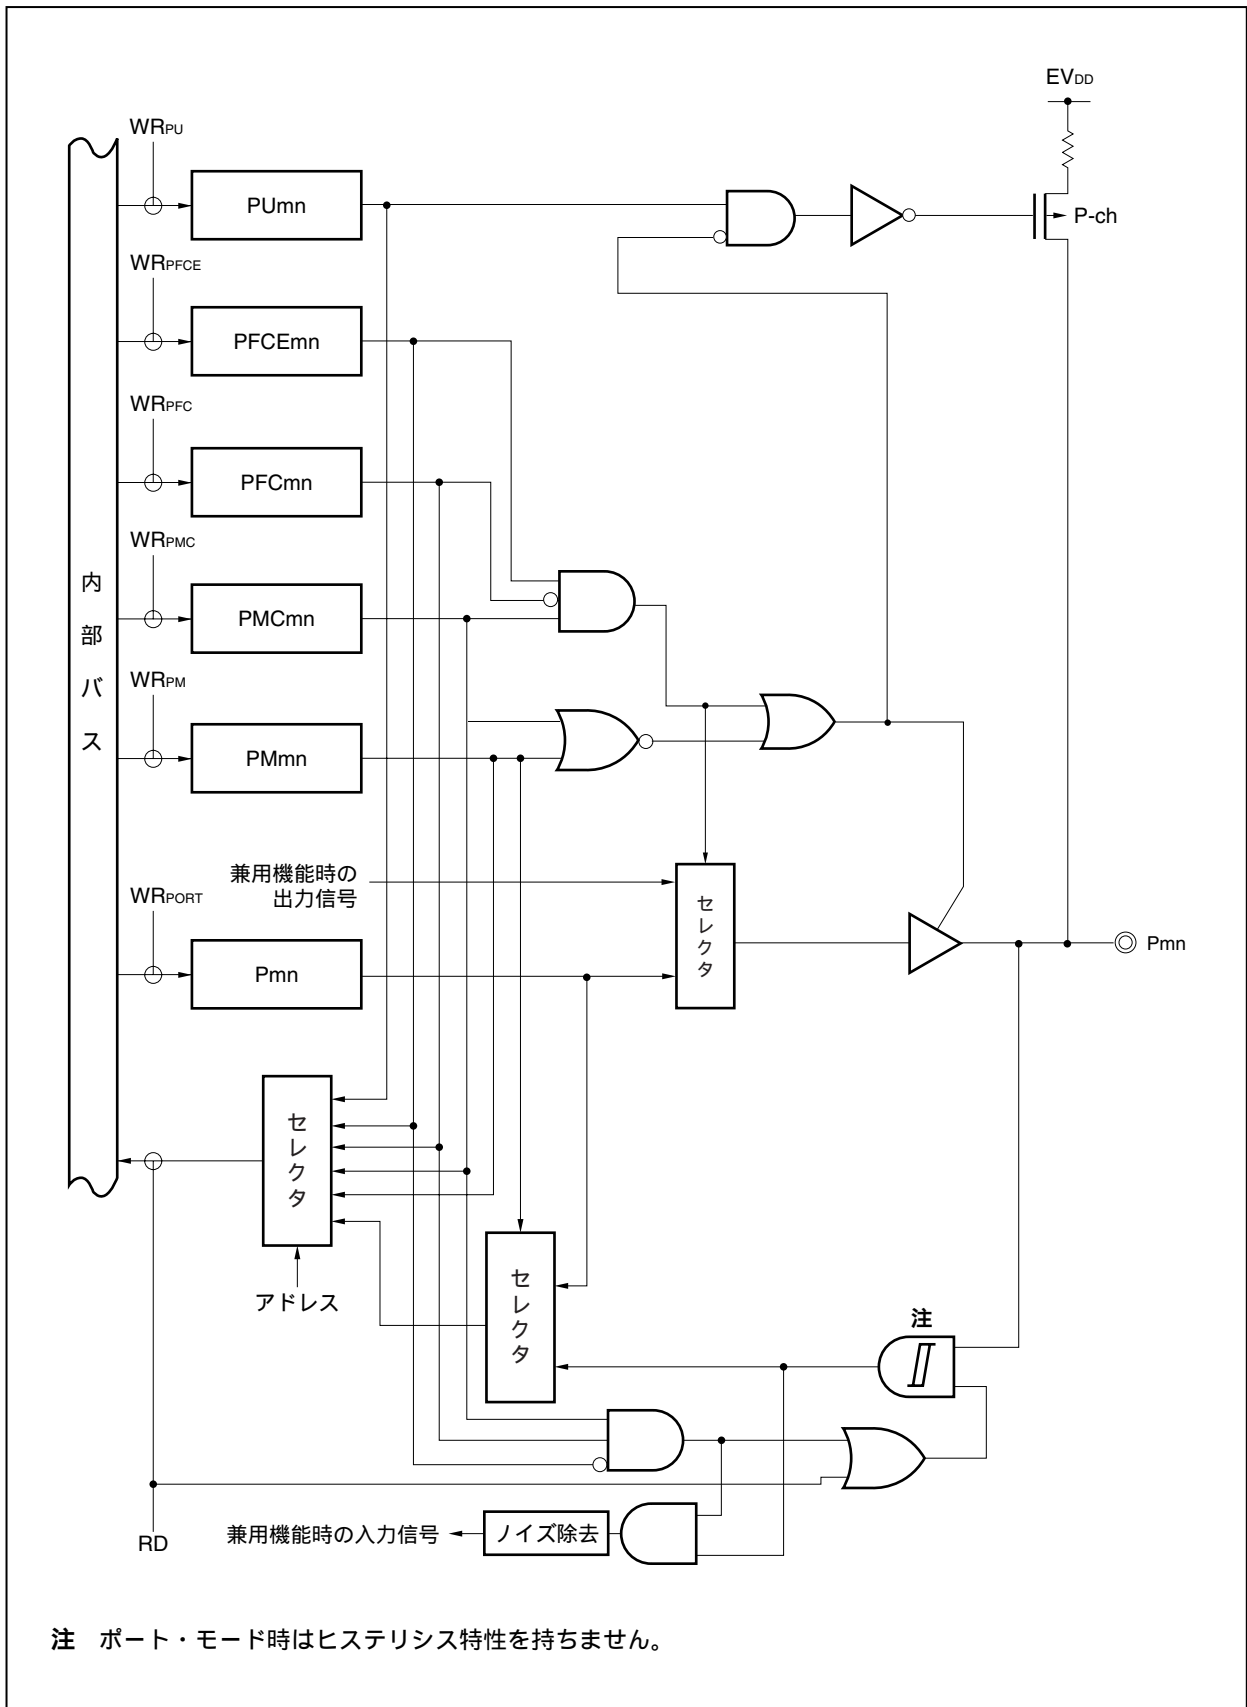 EVDD
WRPU
PUmn
P-ch
WRPFCE
PFCEmn
WRPFC
PFCmn
WRPMC
内部バス
PMCmn
WRPM
PMmn
兼用機能時の
出力信号
セレクタ
WRPORT
Pmn
Pmn
セレクタ
アドレス
セレクタ
注
RD
兼用機能時の入力信号
ノイズ除去
注 ポート・モード時はヒステリシス特性を持ちません。